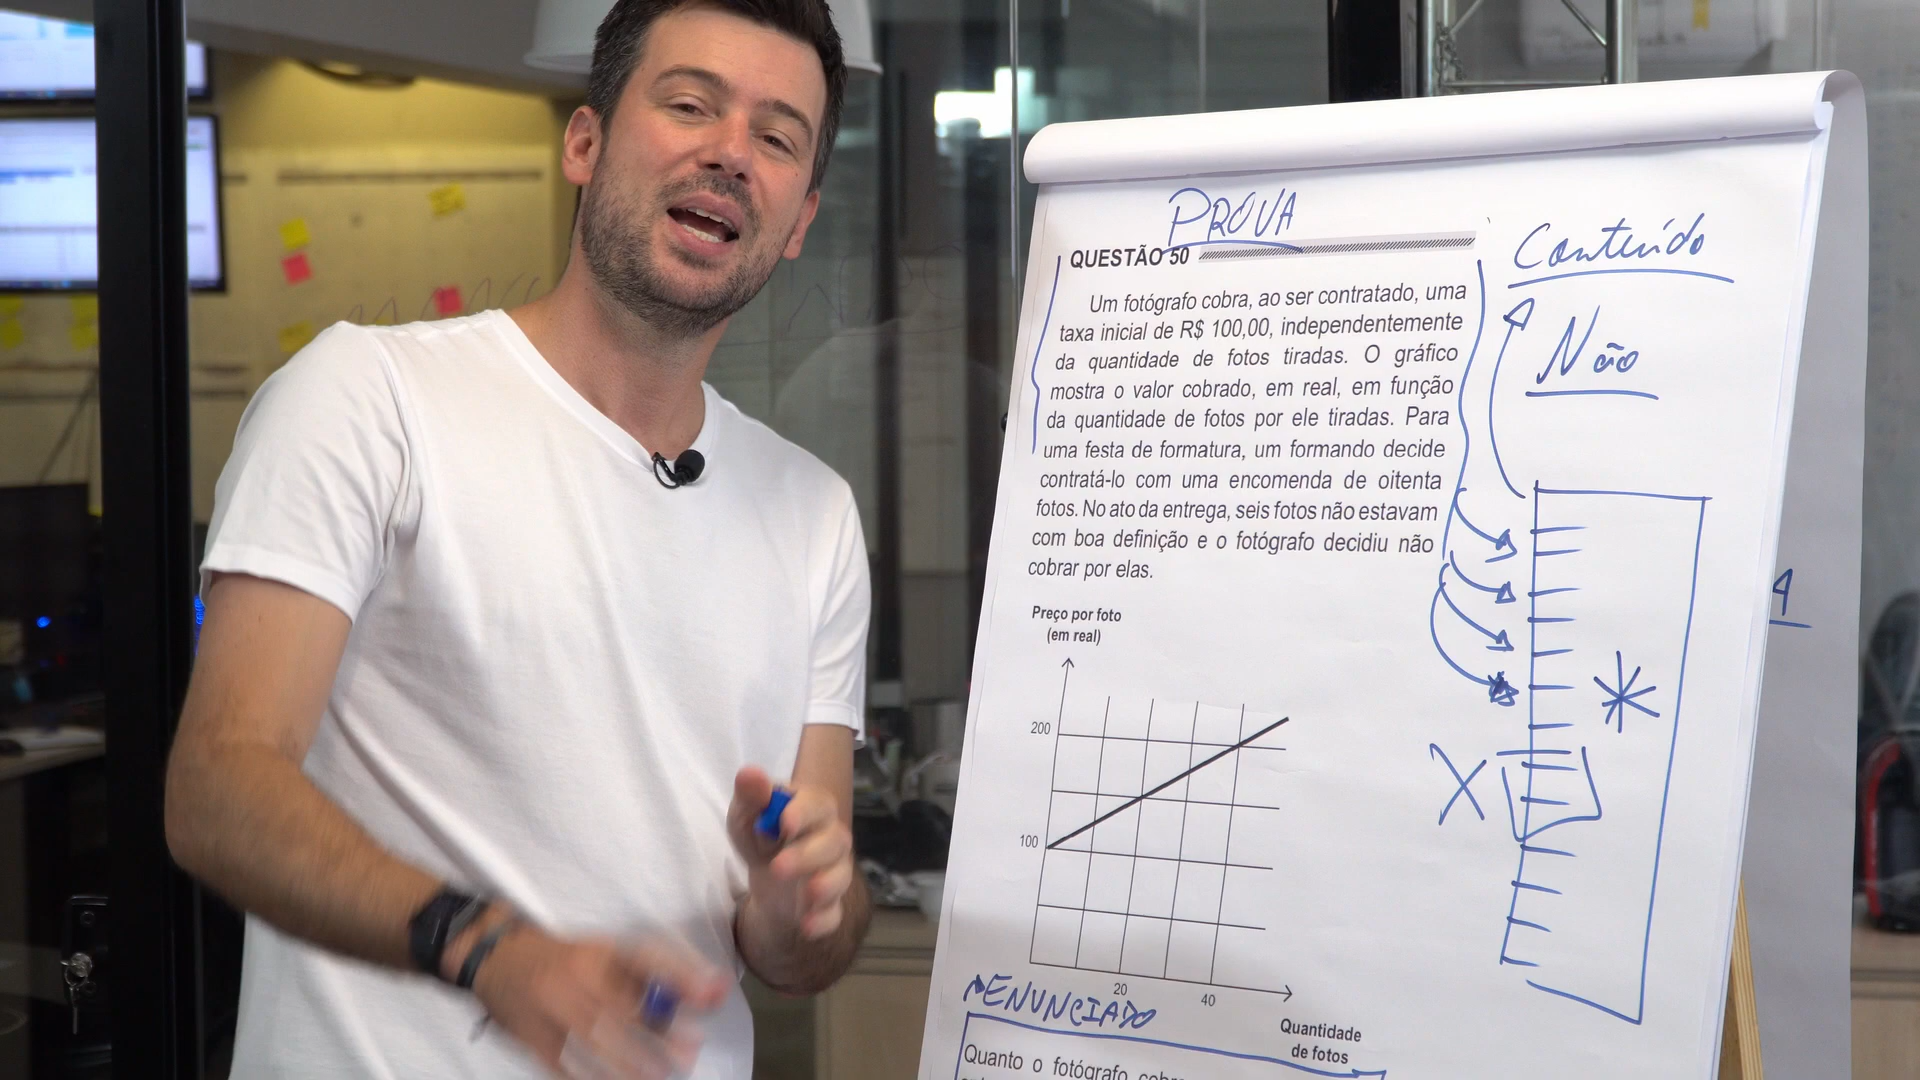 PROVA
QUESTÃO 50
Um fotógrafo cobra, ao ser contratado, uma
taxa inicial de R$ 100,00, independentemente
da quantidade de fotos tiradas. O gráfico
mostra o valor cobrado, em real, em função
da quantidade de fotos por ele tiradas. Para
uma festa de formatura, um formando decide
contratá-lo com uma encomenda de oitenta
fotos. No ato da entrega, seis fotos não estavam
com boa definição e o fotógrafo decidiu não
cobrar por elas.
Preço por foto
(em real)
200
100
20
40
Quantidade
de fotos
ENUNCIADO
Quanto o fotógrafo
Conteúdo
Não